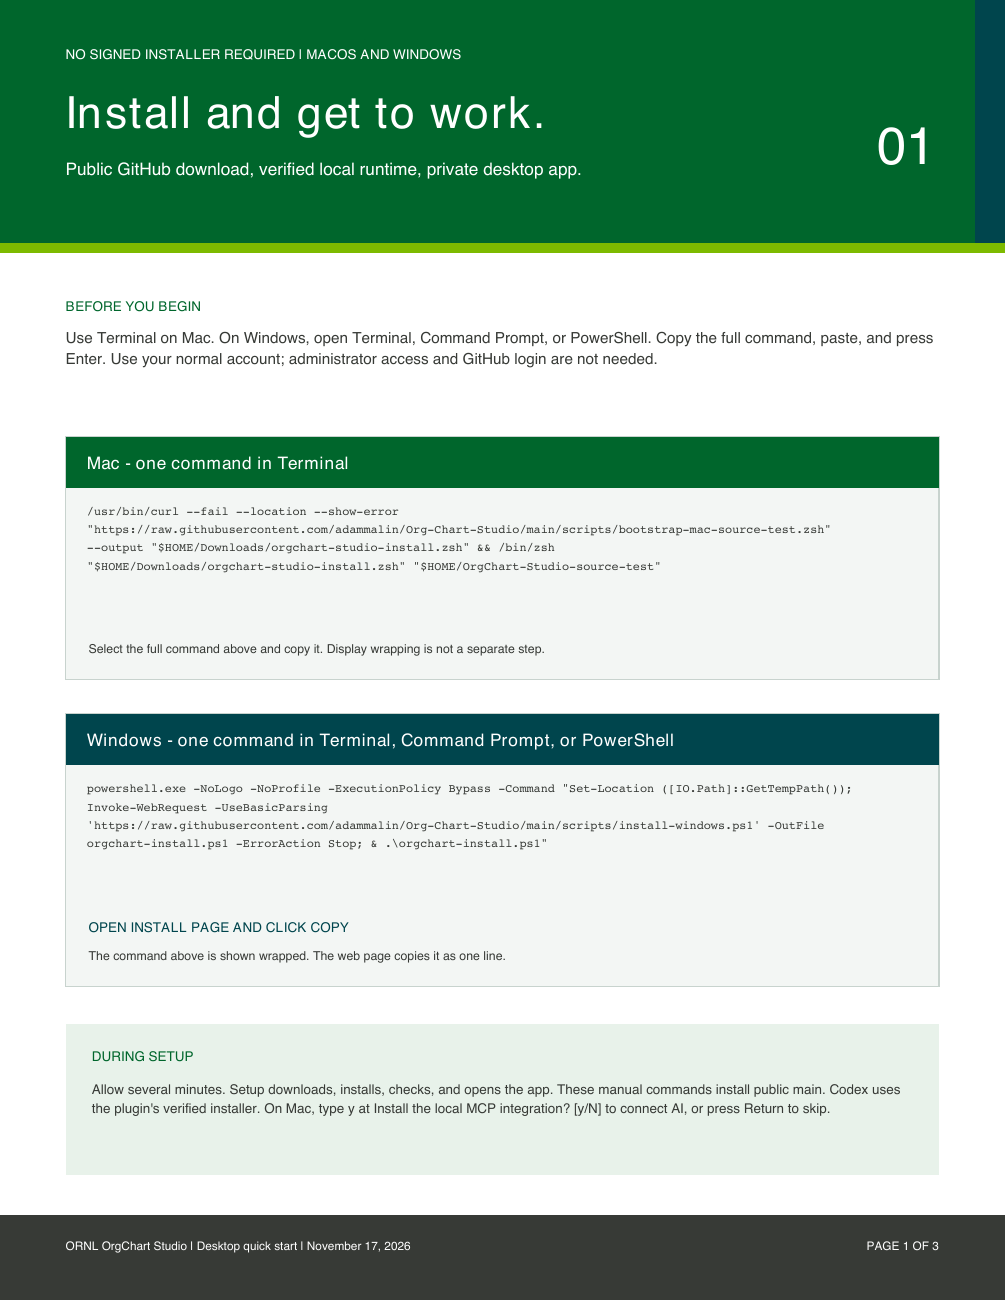 NO SIGNED INSTALLER REQUIRED | MACOS AND WINDOWS
Install and get to work.
01
Public GitHub download, verified local runtime, private desktop app.
BEFORE YOU BEGIN
Use Terminal on Mac. On Windows, open Terminal, Command Prompt, or PowerShell. Copy the full command, paste, and press
Enter. Use your normal account; administrator access and GitHub login are not needed.
Mac - one command in Terminal
/usr/bin/curl --fail --location --show-error
"https://raw.githubusercontent.com/adammalin/Org-Chart-Studio/main/scripts/bootstrap-mac-source-test.zsh"
--output "$HOME/Downloads/orgchart-studio-install.zsh" && /bin/zsh
"$HOME/Downloads/orgchart-studio-install.zsh" "$HOME/OrgChart-Studio-source-test"
Select the full command above and copy it. Display wrapping is not a separate step.
Windows - one command in Terminal, Command Prompt, or PowerShell
powershell.exe -NoLogo -NoProfile -ExecutionPolicy Bypass -Command "Set-Location ([IO.Path]::GetTempPath());
Invoke-WebRequest -UseBasicParsing
'https://raw.githubusercontent.com/adammalin/Org-Chart-Studio/main/scripts/install-windows.ps1' -OutFile
orgchart-install.ps1 -ErrorAction Stop; & .\orgchart-install.ps1"
OPEN INSTALL PAGE AND CLICK COPY
The command above is shown wrapped. The web page copies it as one line.
DURING SETUP
Allow several minutes. Setup downloads, installs, checks, and opens the app. These manual commands install public main. Codex uses
the plugin's verified installer. On Mac, type y at Install the local MCP integration? [y/N] to connect AI, or press Return to skip.
ORNL OrgChart Studio | Desktop quick start | November 17, 2026
PAGE 1 OF 3